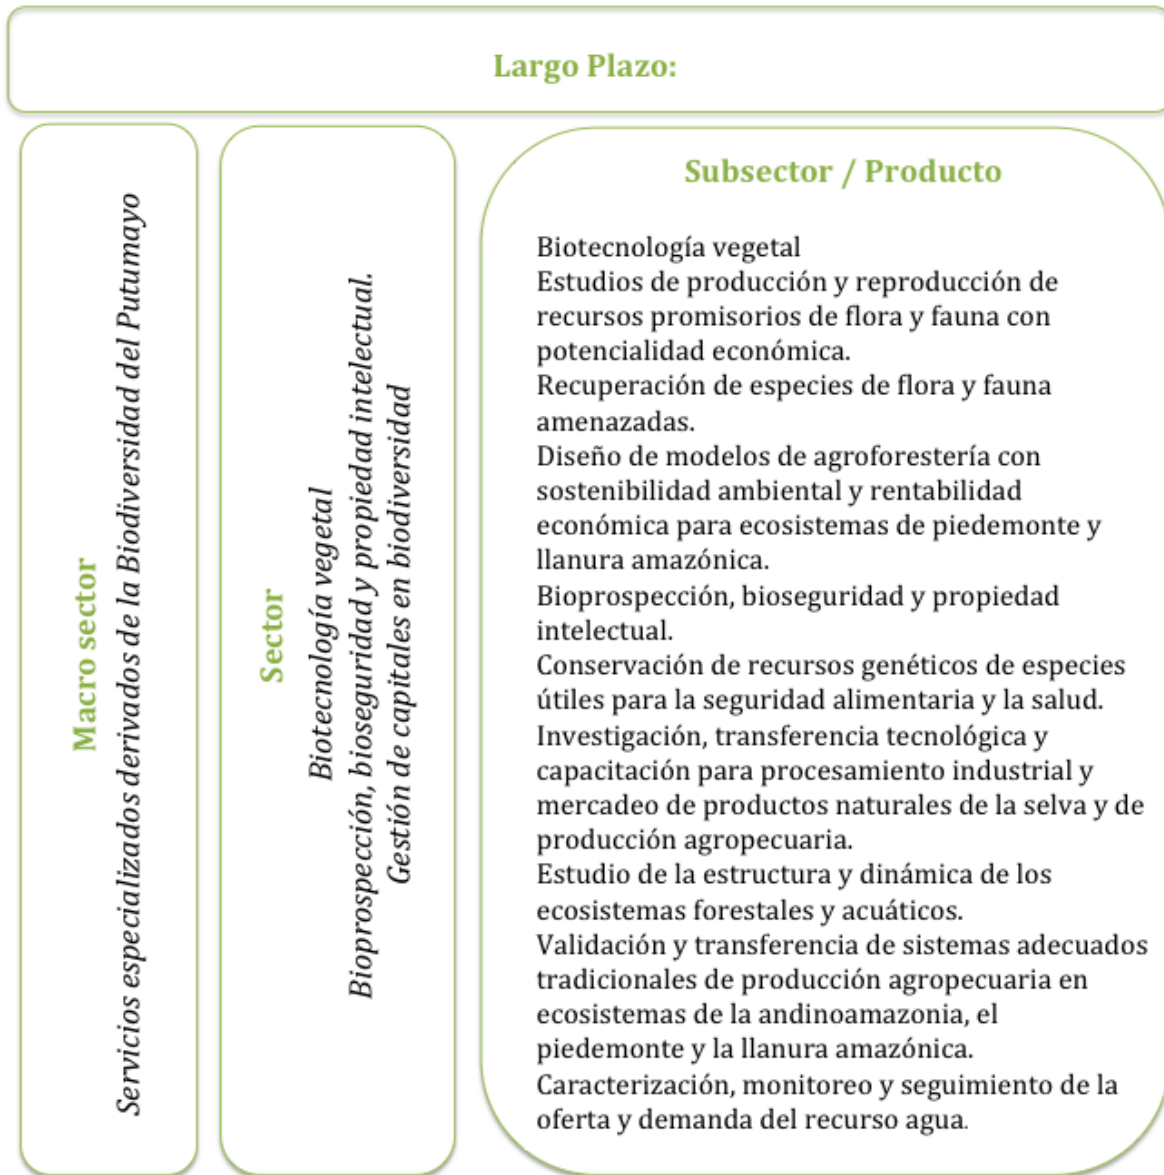 Largo Plazo:
Macro sector
Servicios especializados derivados de la Biodiversidad del Putumayo
Sector
Biotecnología vegetal
Bioprospección, bioseguridad y propiedad intelectual.
Gestión de capitales en biodiversidad
Subsector / Producto
Biotecnología vegetal
Estudios de producción y reproducción de
recursos promisorios de flora y fauna con
potencialidad económica.
Recuperación de especies de flora y fauna
amenazadas.
Diseño de modelos de agroforestería con
sostenibilidad ambiental y rentabilidad
económica para ecosistemas de piedemonte y
llanura amazónica.
Bioprospección, bioseguridad y propiedad
intelectual.
Conservación de recursos genéticos de especies
útiles para la seguridad alimentaria y la salud.
Investigación, transferencia tecnológica y
capacitación para procesamiento industrial y
mercadeo de productos naturales de la selva y de
producción agropecuaria.
Estudio de la estructura y dinámica de los
ecosistemas forestales y acuáticos.
Validación y transferencia de sistemas adecuados
tradicionales de producción agropecuaria en
ecosistemas de la andinoamazonia, el
piedemonte y la llanura amazónica.
Caracterización, monitoreo y seguimiento de la
oferta y demanda del recurso agua.